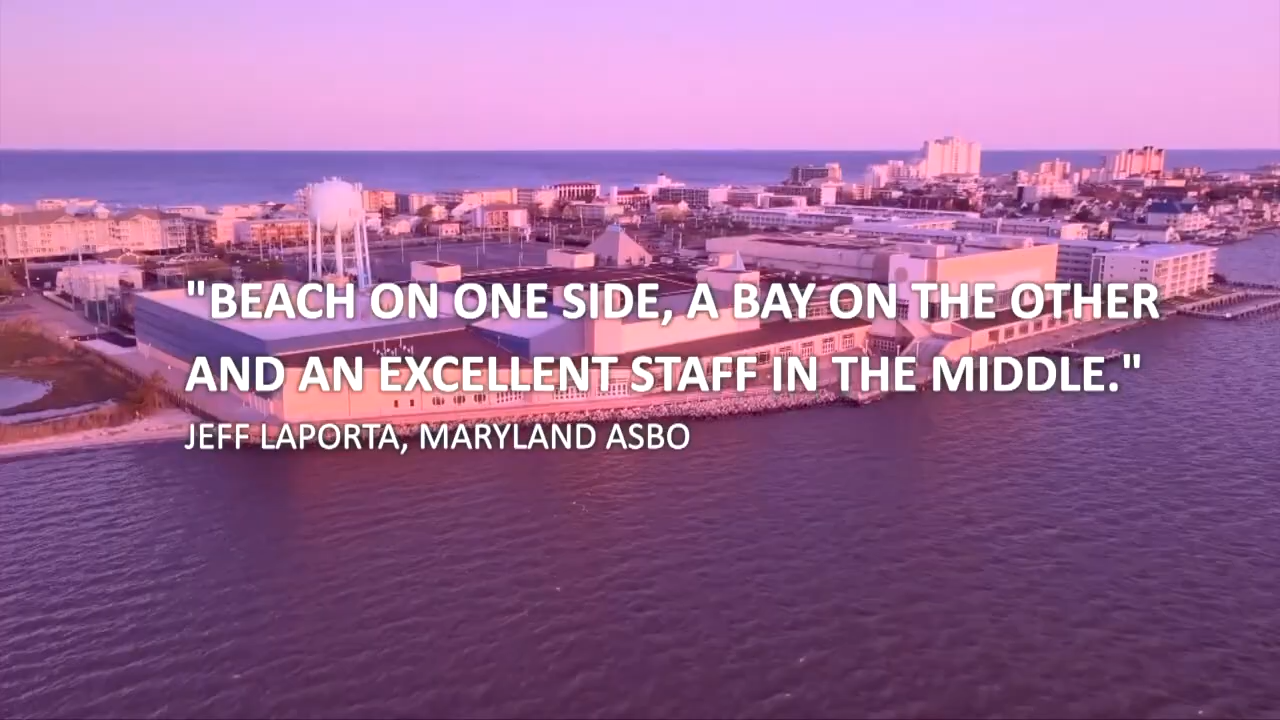 "BEACH ON ONE SIDE, A BAY ON THE OTHER
AND AN EXCELLENT STAFF IN THE MIDDLE."
JEFF LAPORTA, MARYLAND ASBO